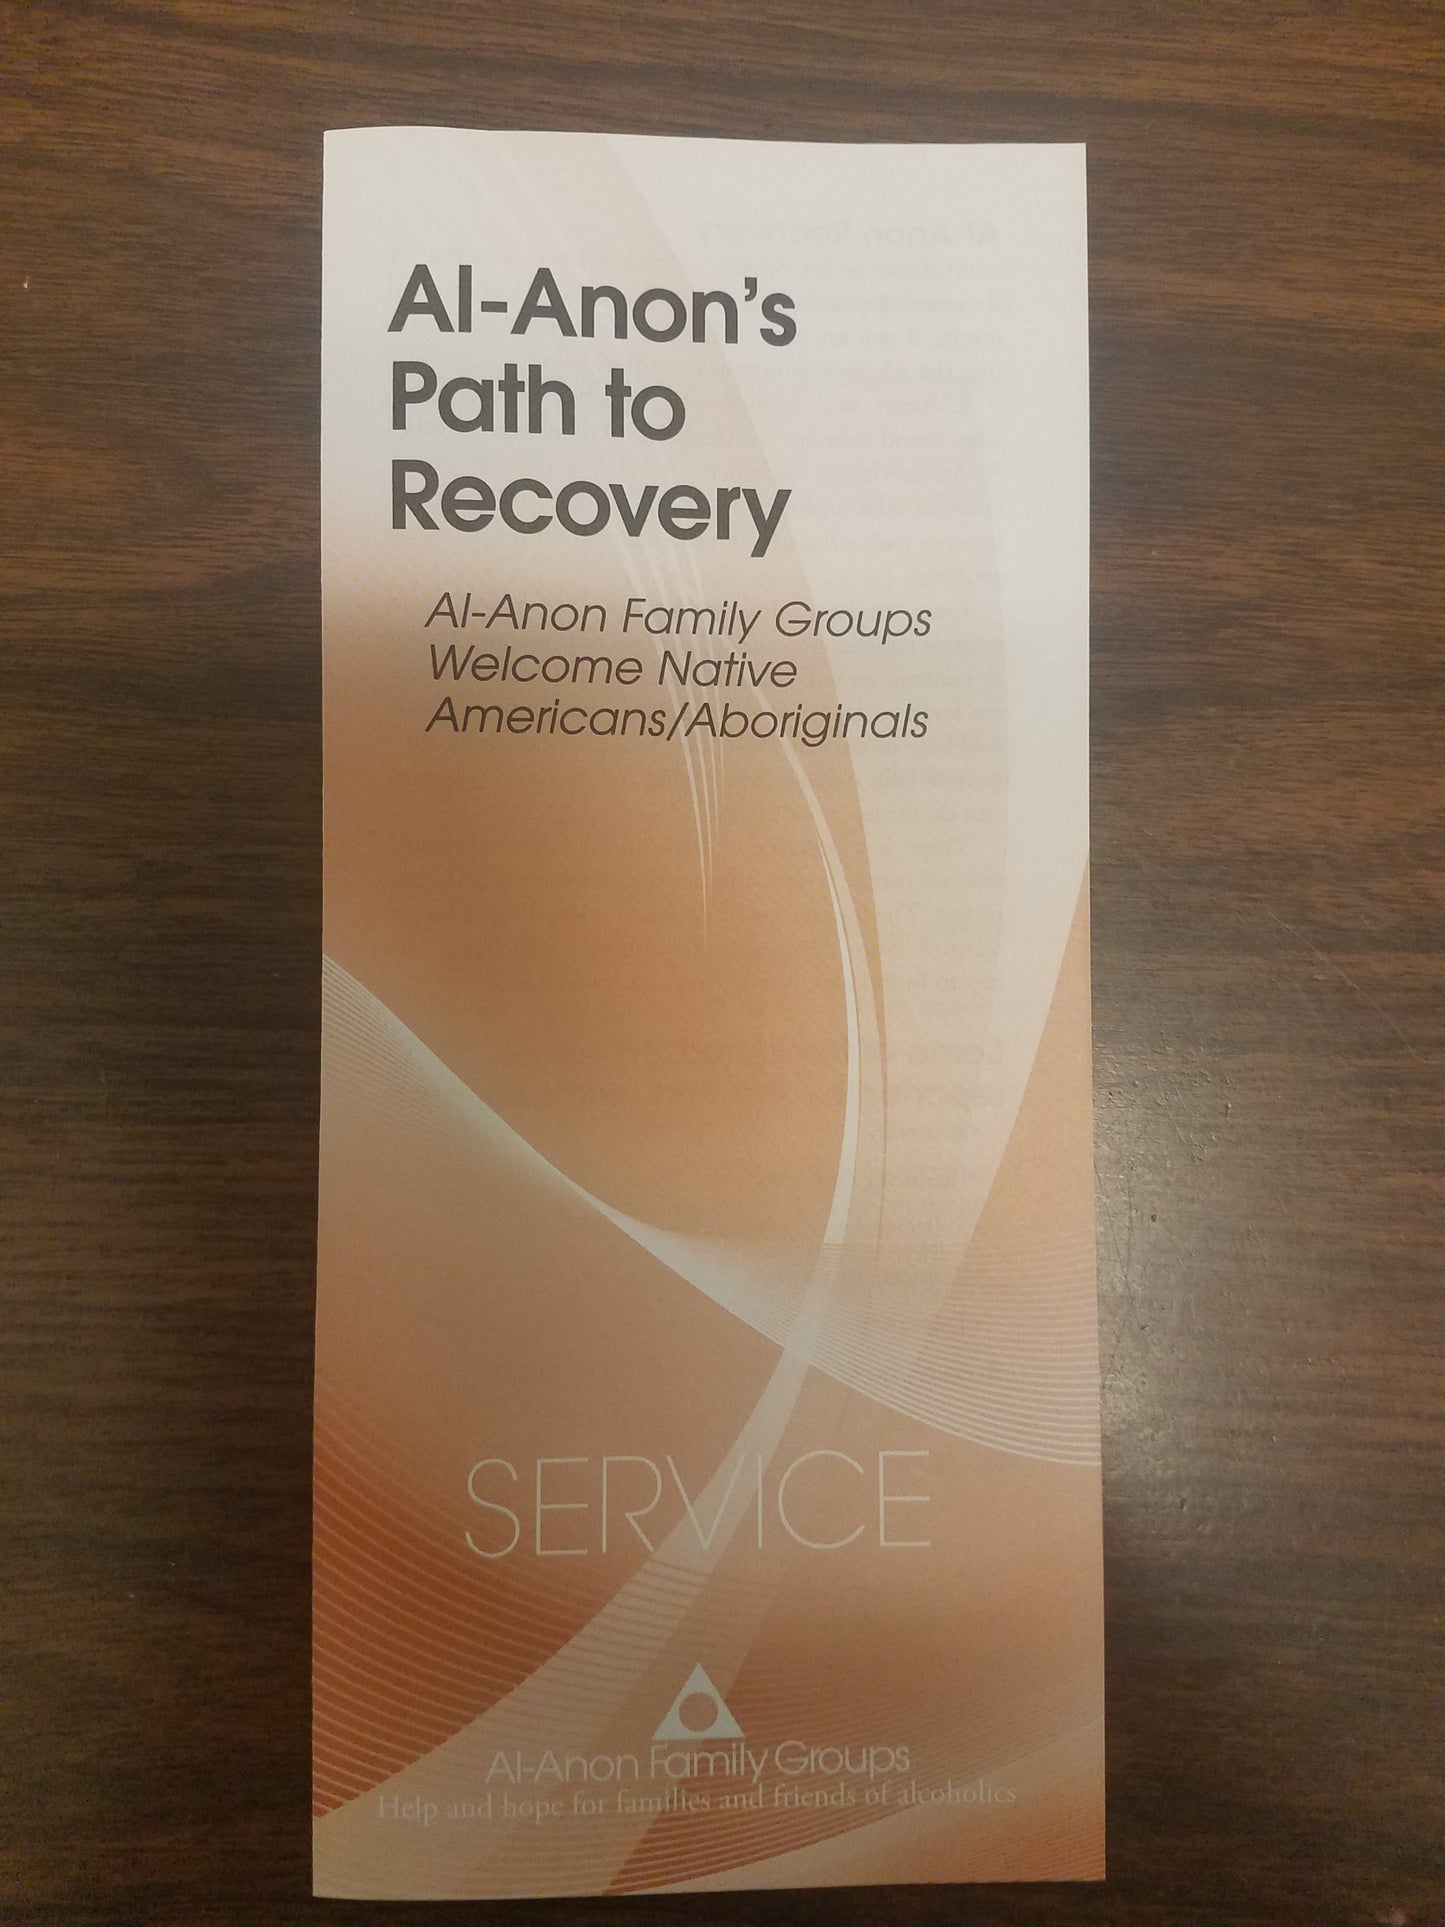 Al-Anon's
Path to
Recovery
Al-Anon Family Groups
Welcome Native
Americans/Aboriginals
SERVICE
Al-Anon Family Groups
Help and hope for families and friends of alcoholics